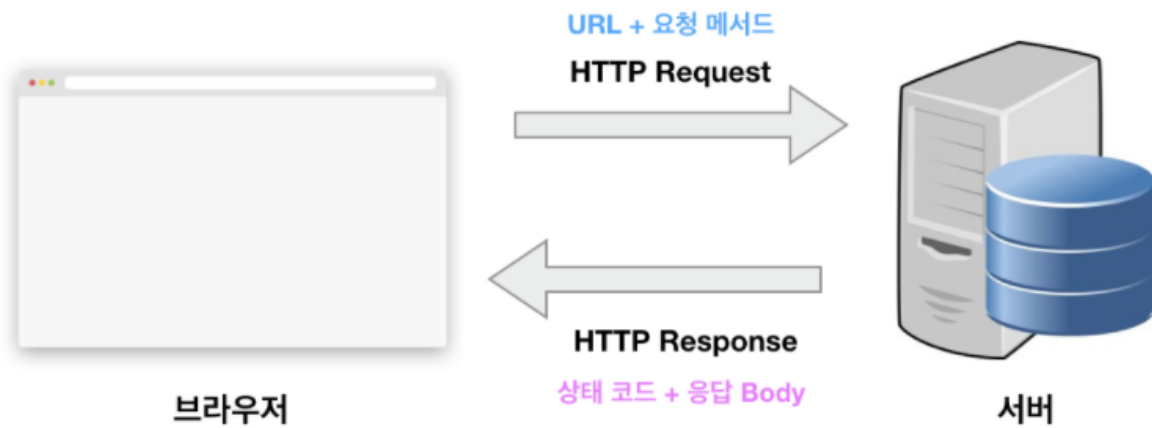 URL + 요청 메서드
HTTP Request
HTTP Response
상태 코드 + 응답 Body
브라우저
서버